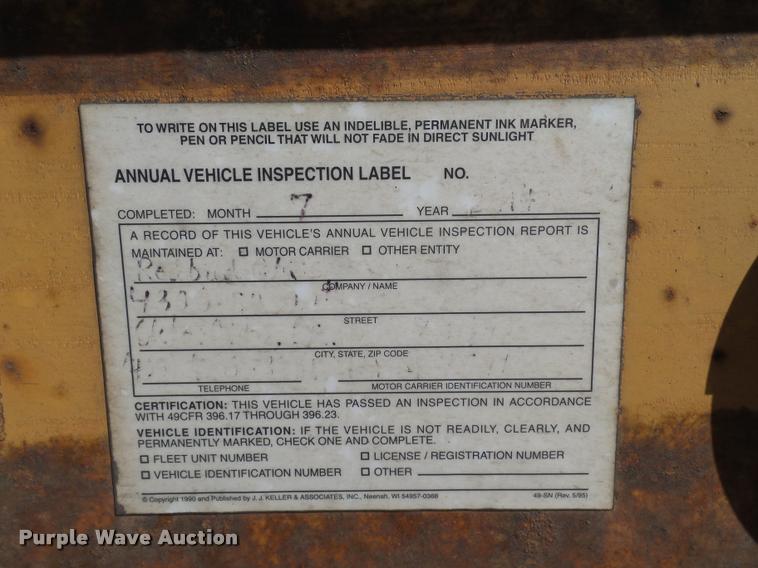 TO WRITE ON THIS LABEL USE AN INDELIBLE, PERMANENT INK MARKER,
PEN OR PENCIL THAT WILL NOT FADE IN DIRECT SUNLIGHT
ANNUAL VEHICLE INSPECTION LABEL NO.
COMPLETED: MONTH 7 YEAR
A RECORD OF THIS VEHICLE'S ANNUAL VEHICLE INSPECTION REPORT IS
MAINTAINED AT: ☐ MOTOR CARRIER ☐ OTHER ENTITY
COMPANY / NAME
STREET
CITY, STATE, ZIP CODE
TELEPHONE MOTOR CARRIER IDENTIFICATION NUMBER
CERTIFICATION: THIS VEHICLE HAS PASSED AN INSPECTION IN ACCORDANCE
WITH 49CFR 396.17 THROUGH 396.23.
VEHICLE IDENTIFICATION: IF THE VEHICLE IS NOT READILY, CLEARLY, AND
PERMANENTLY MARKED, CHECK ONE AND COMPLETE.
☐ FLEET UNIT NUMBER ☐ LICENSE / REGISTRATION NUMBER
☐ VEHICLE IDENTIFICATION NUMBER ☐ OTHER
© Copyright 1990 and Published by J. J. KELLER & ASSOCIATES, INC., Neenah, WI 54957-0368 49-SN (Rev. 5/95)
Purple Wave Auction